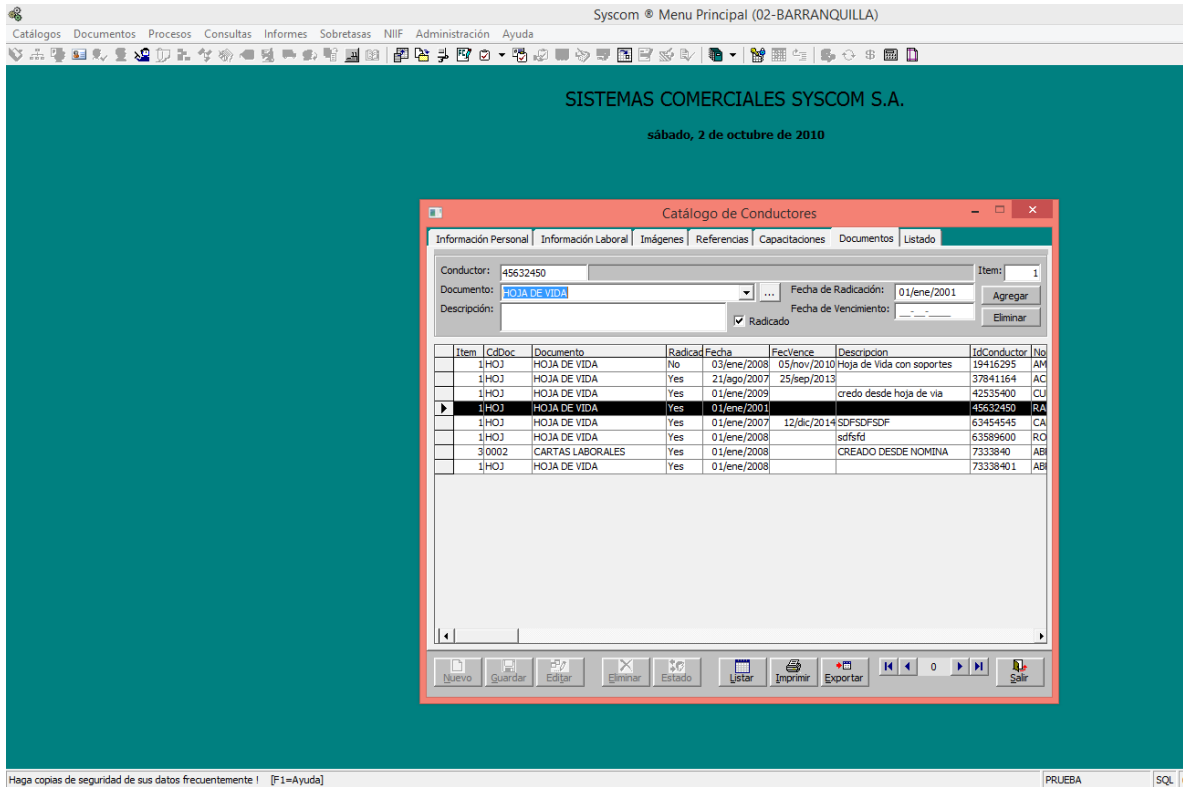 Syscom ® Menu Principal (02-BARRANQUILLA)
Catálogos Documentos Procesos Consultas Informes Sobretasas NIIF Administración Ayuda
SISTEMAS COMERCIALES SYSCOM S.A.
sábado, 2 de octubre de 2010
Catálogo de Conductores
Información Personal Información Laboral Imágenes Referencias Capacitaciones Documentos Listado
Conductor: 45632450 Item: 1
Documento: HOJA DE VIDA ... Fecha de Radicación: 01/ene/2001 Agregar
Descripción: Radicado Fecha de Vencimiento: __-__-____ Eliminar
Item CdDoc Documento Radicad Fecha FecVence Descripcion IdConductor No
1 HOJ HOJA DE VIDA No 03/ene/2008 05/nov/2010 Hoja de Vida con soportes 19416295 AM
1 HOJ HOJA DE VIDA Yes 21/ago/2007 25/sep/2013 37841164 AC
1 HOJ HOJA DE VIDA Yes 01/ene/2009 credo desde hoja de via 42535400 CU
1 HOJ HOJA DE VIDA Yes 01/ene/2001 45632450 RA
1 HOJ HOJA DE VIDA Yes 01/ene/2007 12/dic/2014 SDFSDFSDF 63454545 CA
1 HOJ HOJA DE VIDA Yes 01/ene/2008 sdfsfd 63589600 RO
3 0002 CARTAS LABORALES Yes 01/ene/2008 CREADO DESDE NOMINA 7333840 ABI
1 HOJ HOJA DE VIDA Yes 01/ene/2008 73338401 ABI
Nuevo Guardar Editar Eliminar Estado Listar Imprimir Exportar 0 Salir
Haga copias de seguridad de sus datos frecuentemente ! [F1=Ayuda] PRUEBA SQL